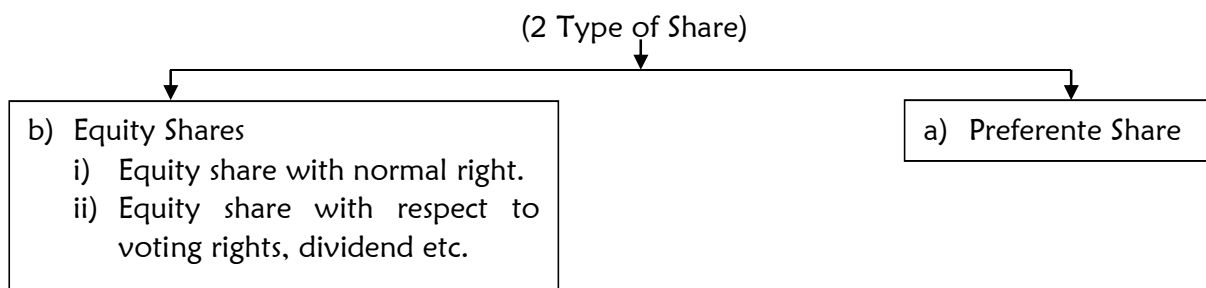 (2 Type of Share)
b) Equity Shares
i) Equity share with normal right.
ii) Equity share with respect to
voting rights, dividend etc.
a) Preferente Share